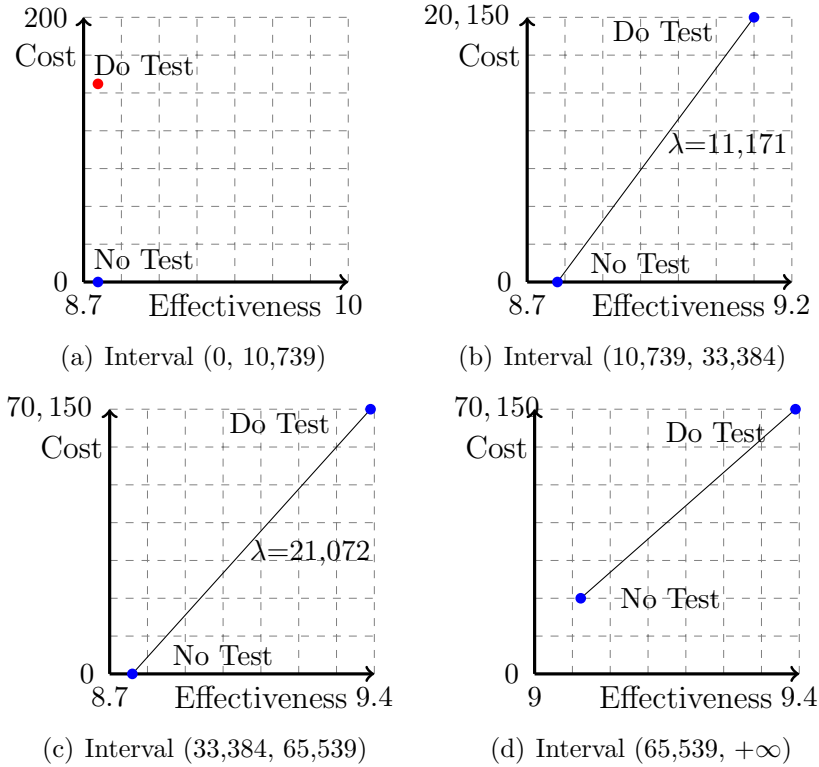 200
Cost
Do Test
No Test
0
8.7 Effectiveness 10
(a) Interval (0, 10,739)
20, 150
Cost
Do Test
λ=11,171
No Test
0
8.7 Effectiveness 9.2
(b) Interval (10,739, 33,384)
70, 150
Cost
Do Test
λ=21,072
No Test
0
8.7 Effectiveness 9.4
(c) Interval (33,384, 65,539)
70, 150
Cost
Do Test
No Test
0
9 Effectiveness 9.4
(d) Interval (65,539, +∞)